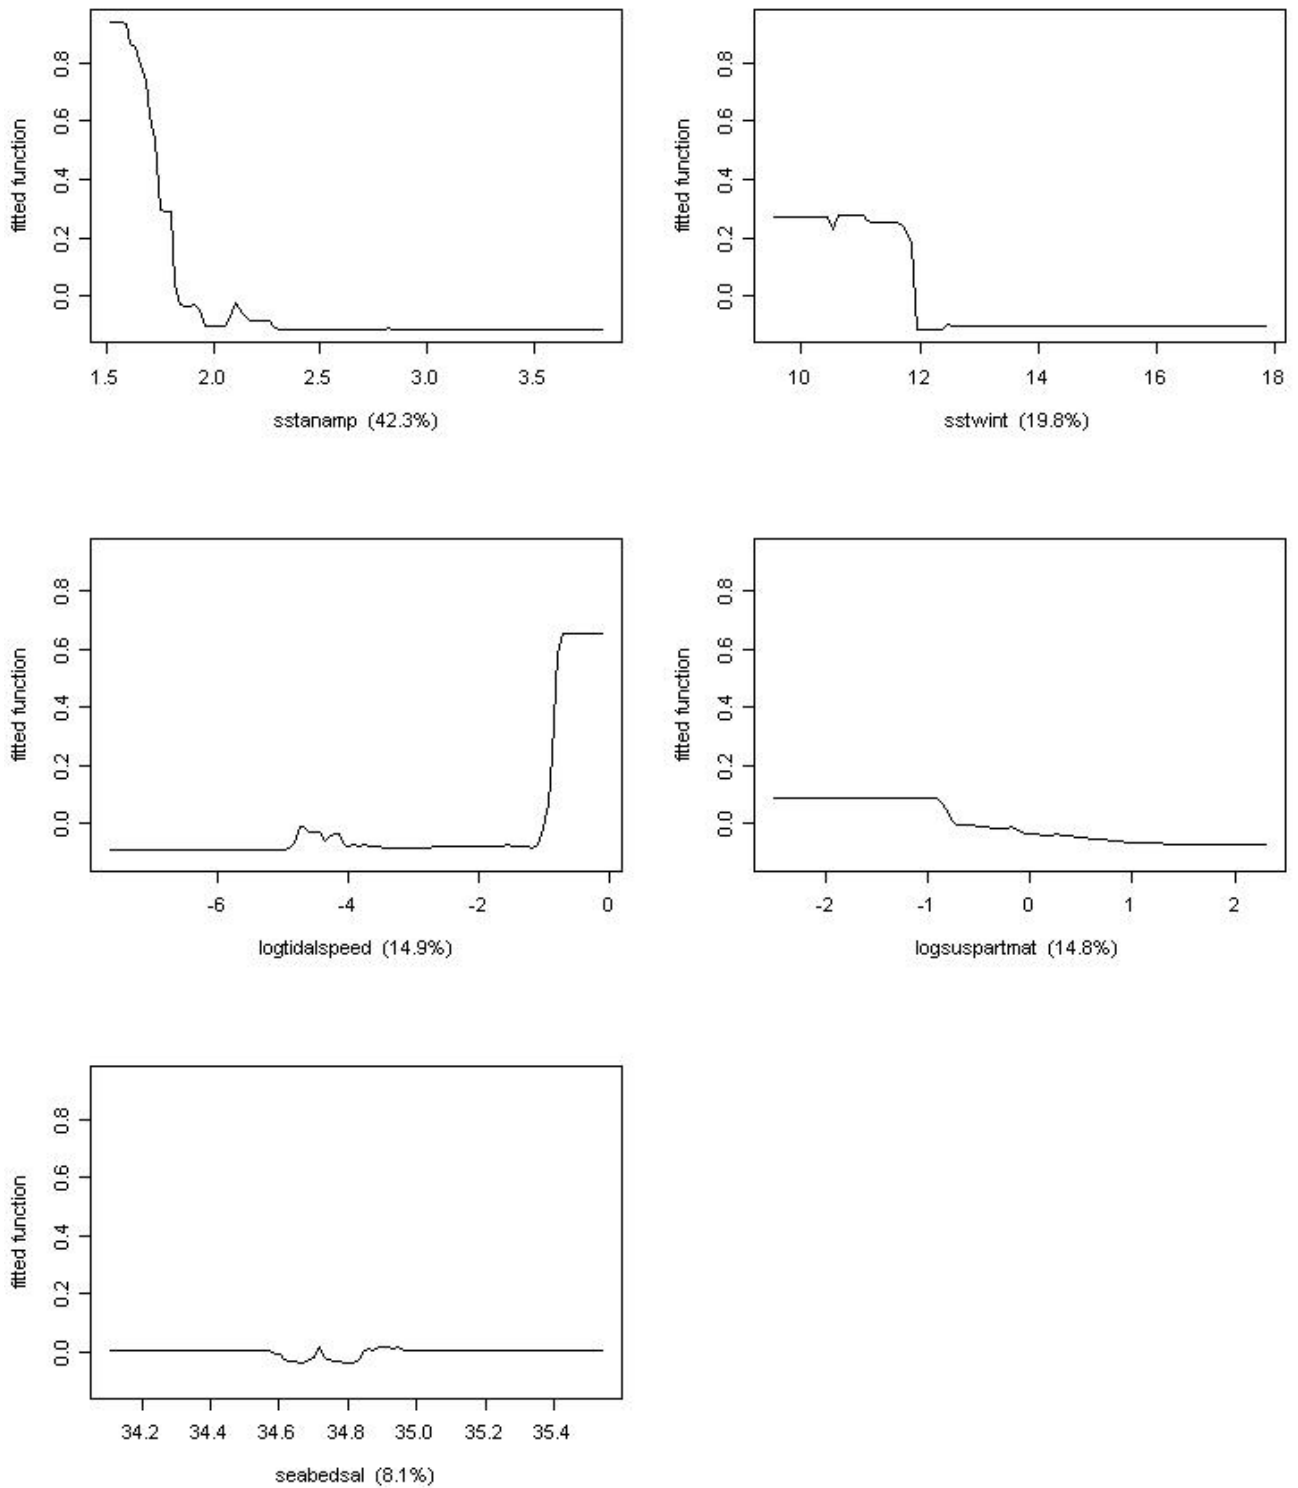 fitted function
0.0 0.2 0.4 0.6 0.8
1.5 2.0 2.5 3.0 3.5
sstanamp (42.3%)
fitted function
0.0 0.2 0.4 0.6 0.8
10 12 14 16 18
sstwint (19.8%)
fitted function
0.0 0.2 0.4 0.6 0.8
-6 -4 -2 0
logtidalspeed (14.9%)
fitted function
0.0 0.2 0.4 0.6 0.8
-2 -1 0 1 2
logsuspartmat (14.8%)
fitted function
0.0 0.2 0.4 0.6 0.8
34.2 34.4 34.6 34.8 35.0 35.2 35.4
seabedsal (8.1%)